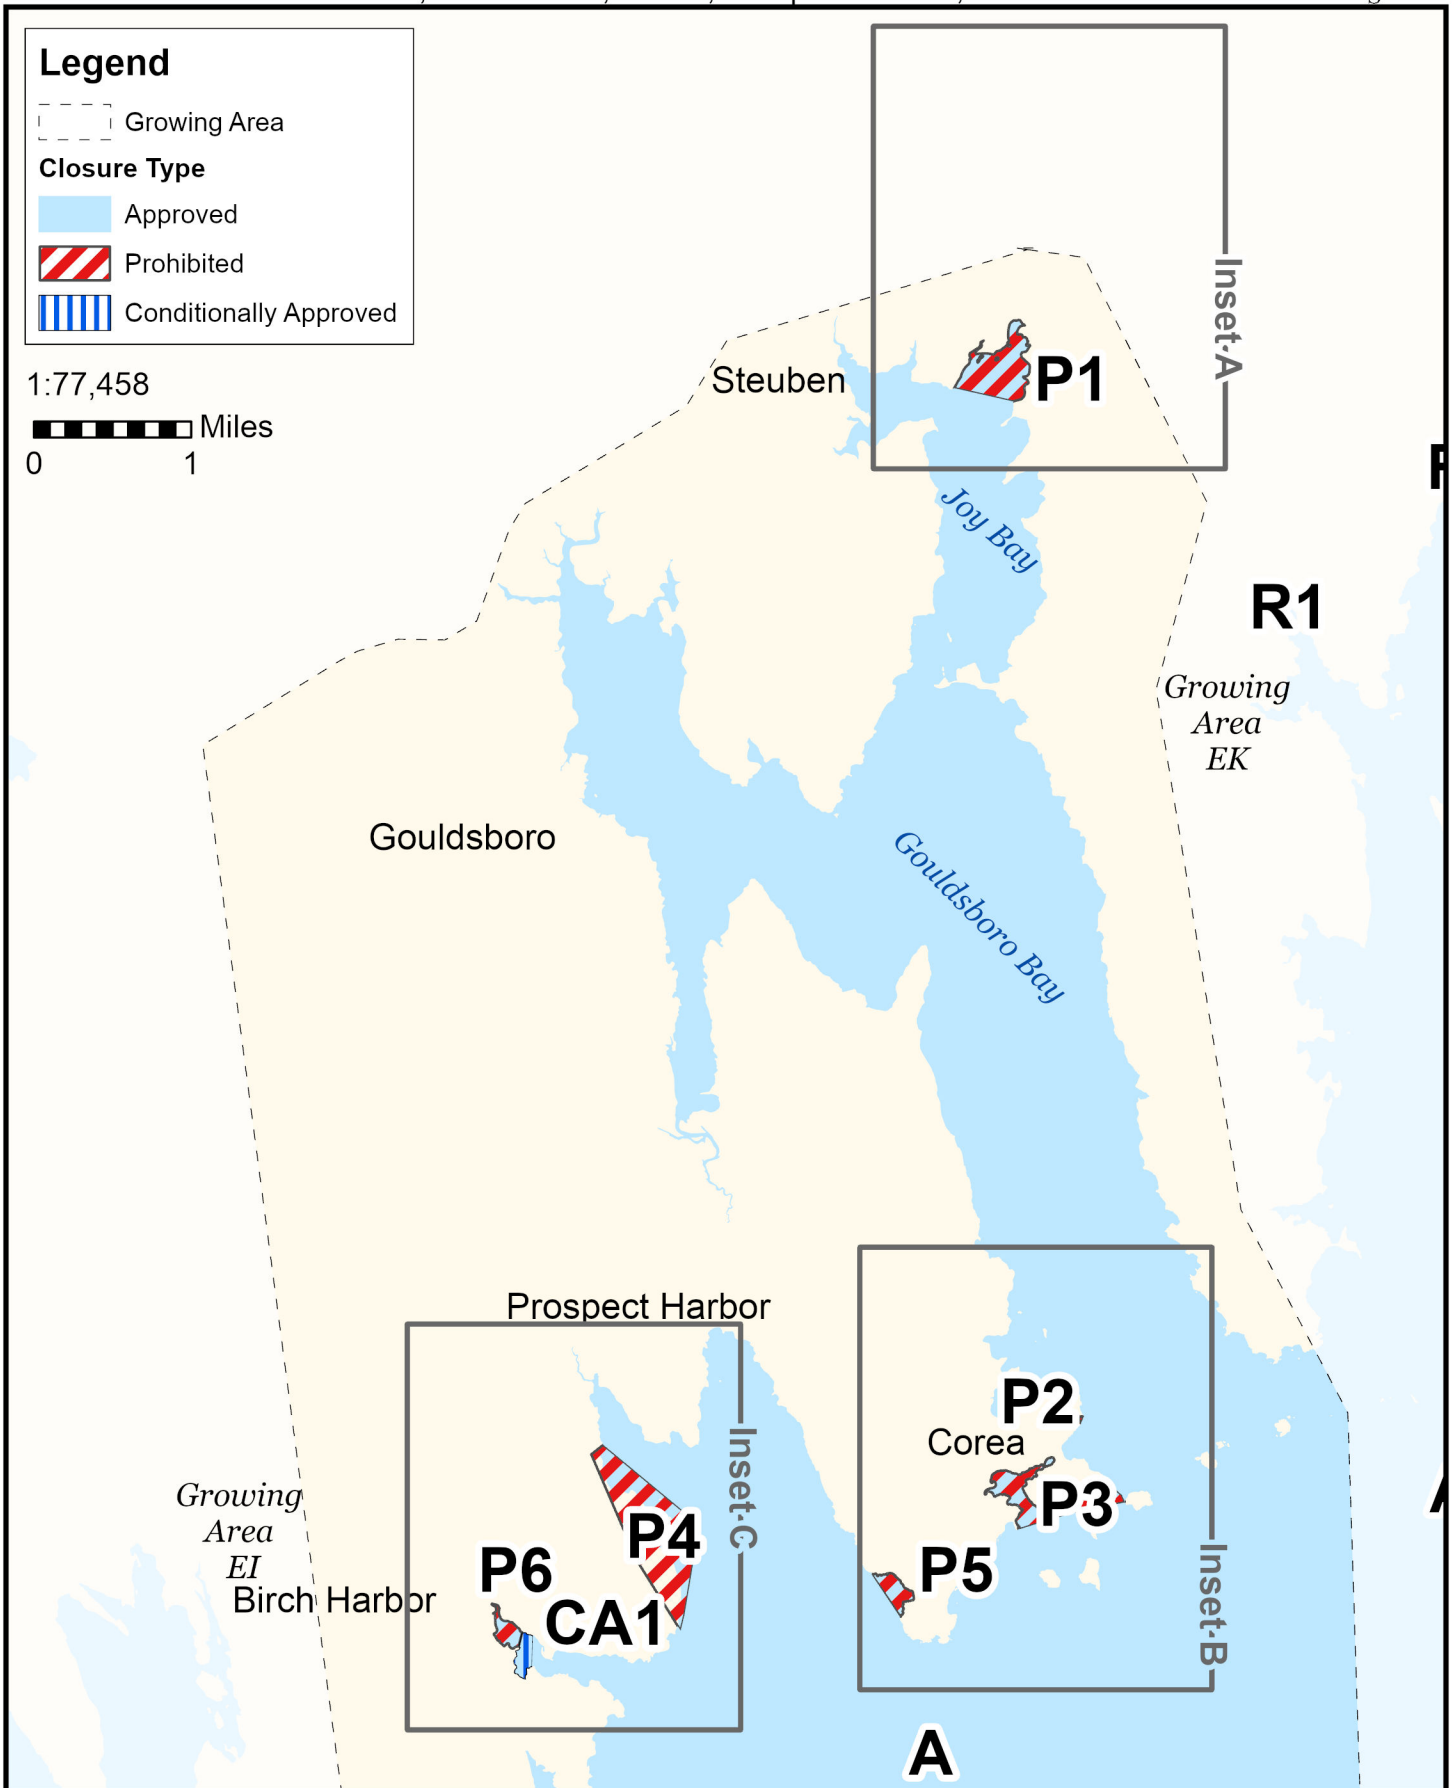 Legend
Growing Area
Closure Type
Approved
Prohibited
Conditionally Approved
1:77,458
Miles
0 1
Inset A
Steuben
P1
Joy Bay
R1
Growing
Area
EK
Gouldsboro
Gouldsboro Bay
Prospect Harbor
P2
Corea
P3
Inset C
P4
Growing
Area
EI
P6
P5
Birch Harbor
CA1
Inset B
A